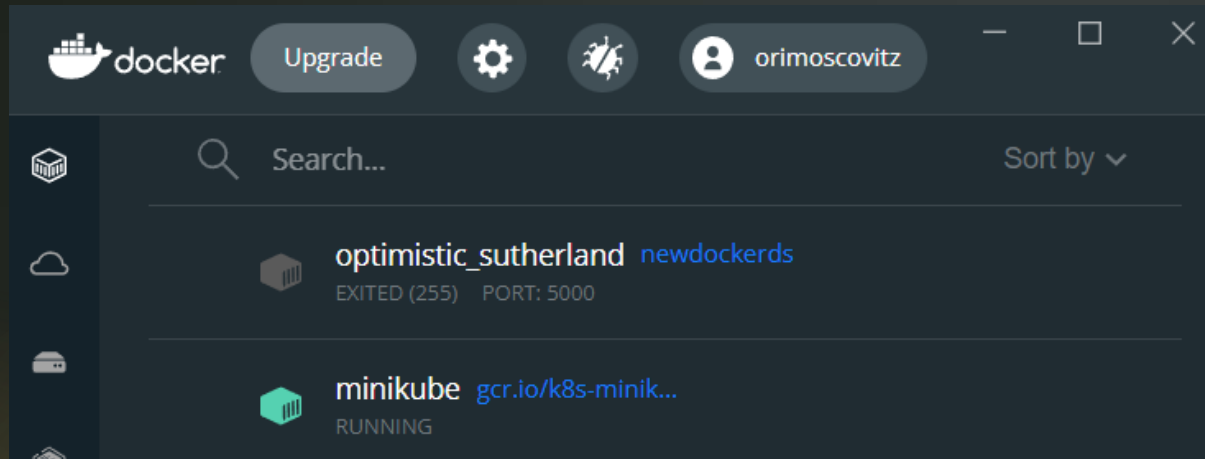 docker Upgrade orimoscovitz
Search... Sort by
optimistic_sutherland newdockerds
EXITED (255) PORT: 5000
minikube gcr.io/k8s-minik...
RUNNING